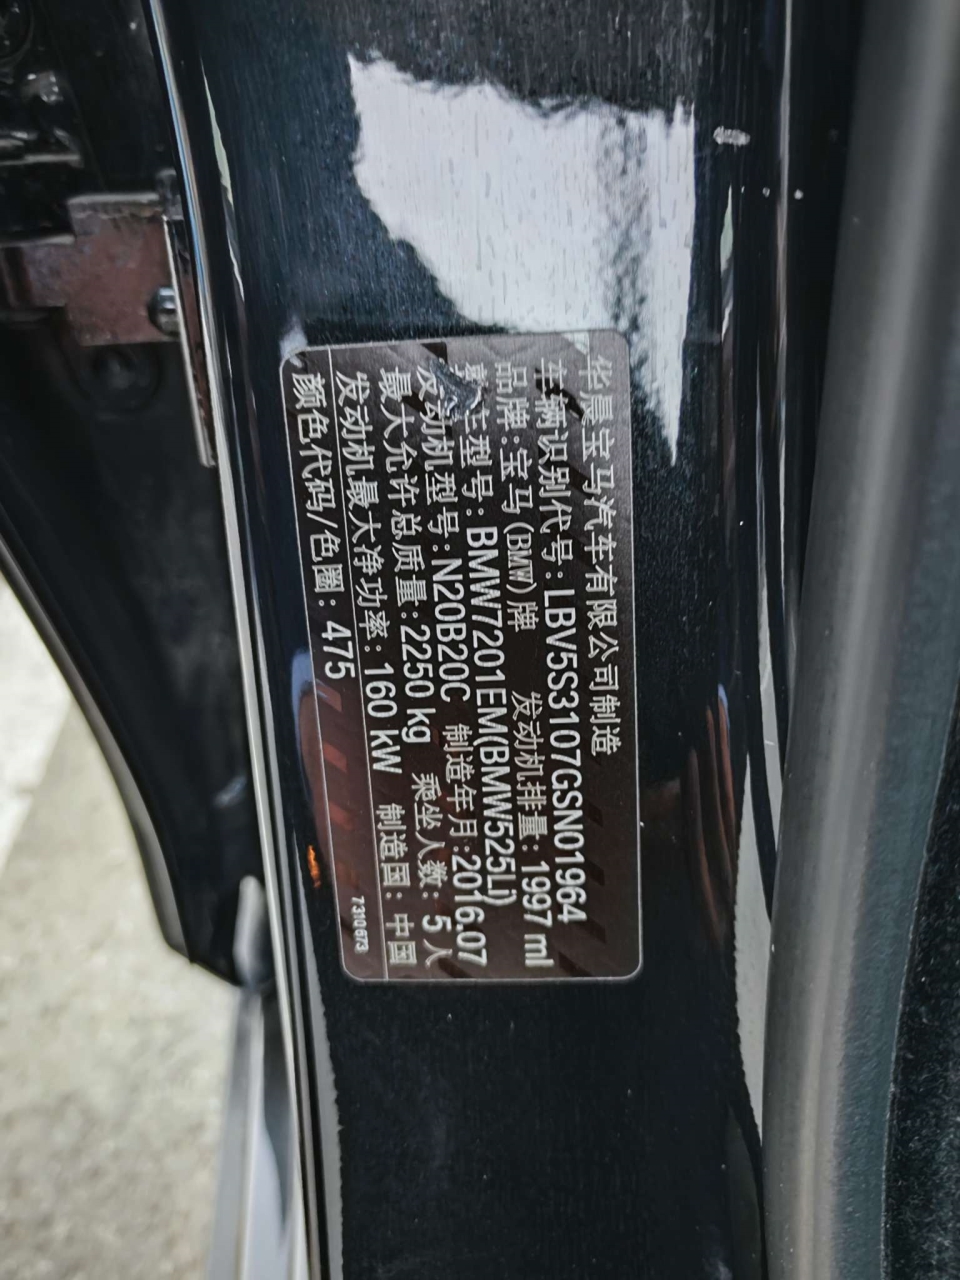 华晨宝马汽车有限公司制造
车辆识别代号：LBV5S3107GSN01964
品牌：宝马(BMW)牌 发动机排量：1997 ml
整车型号：BMW7201EM(BMW525Li)
发动机型号：N20B20C 制造年月：2016.07
最大允许总质量：2250 kg 乘坐人数：5 人
发动机最大净功率：160 kW 制造国：中国
颜色代码/色圈：475
7310673